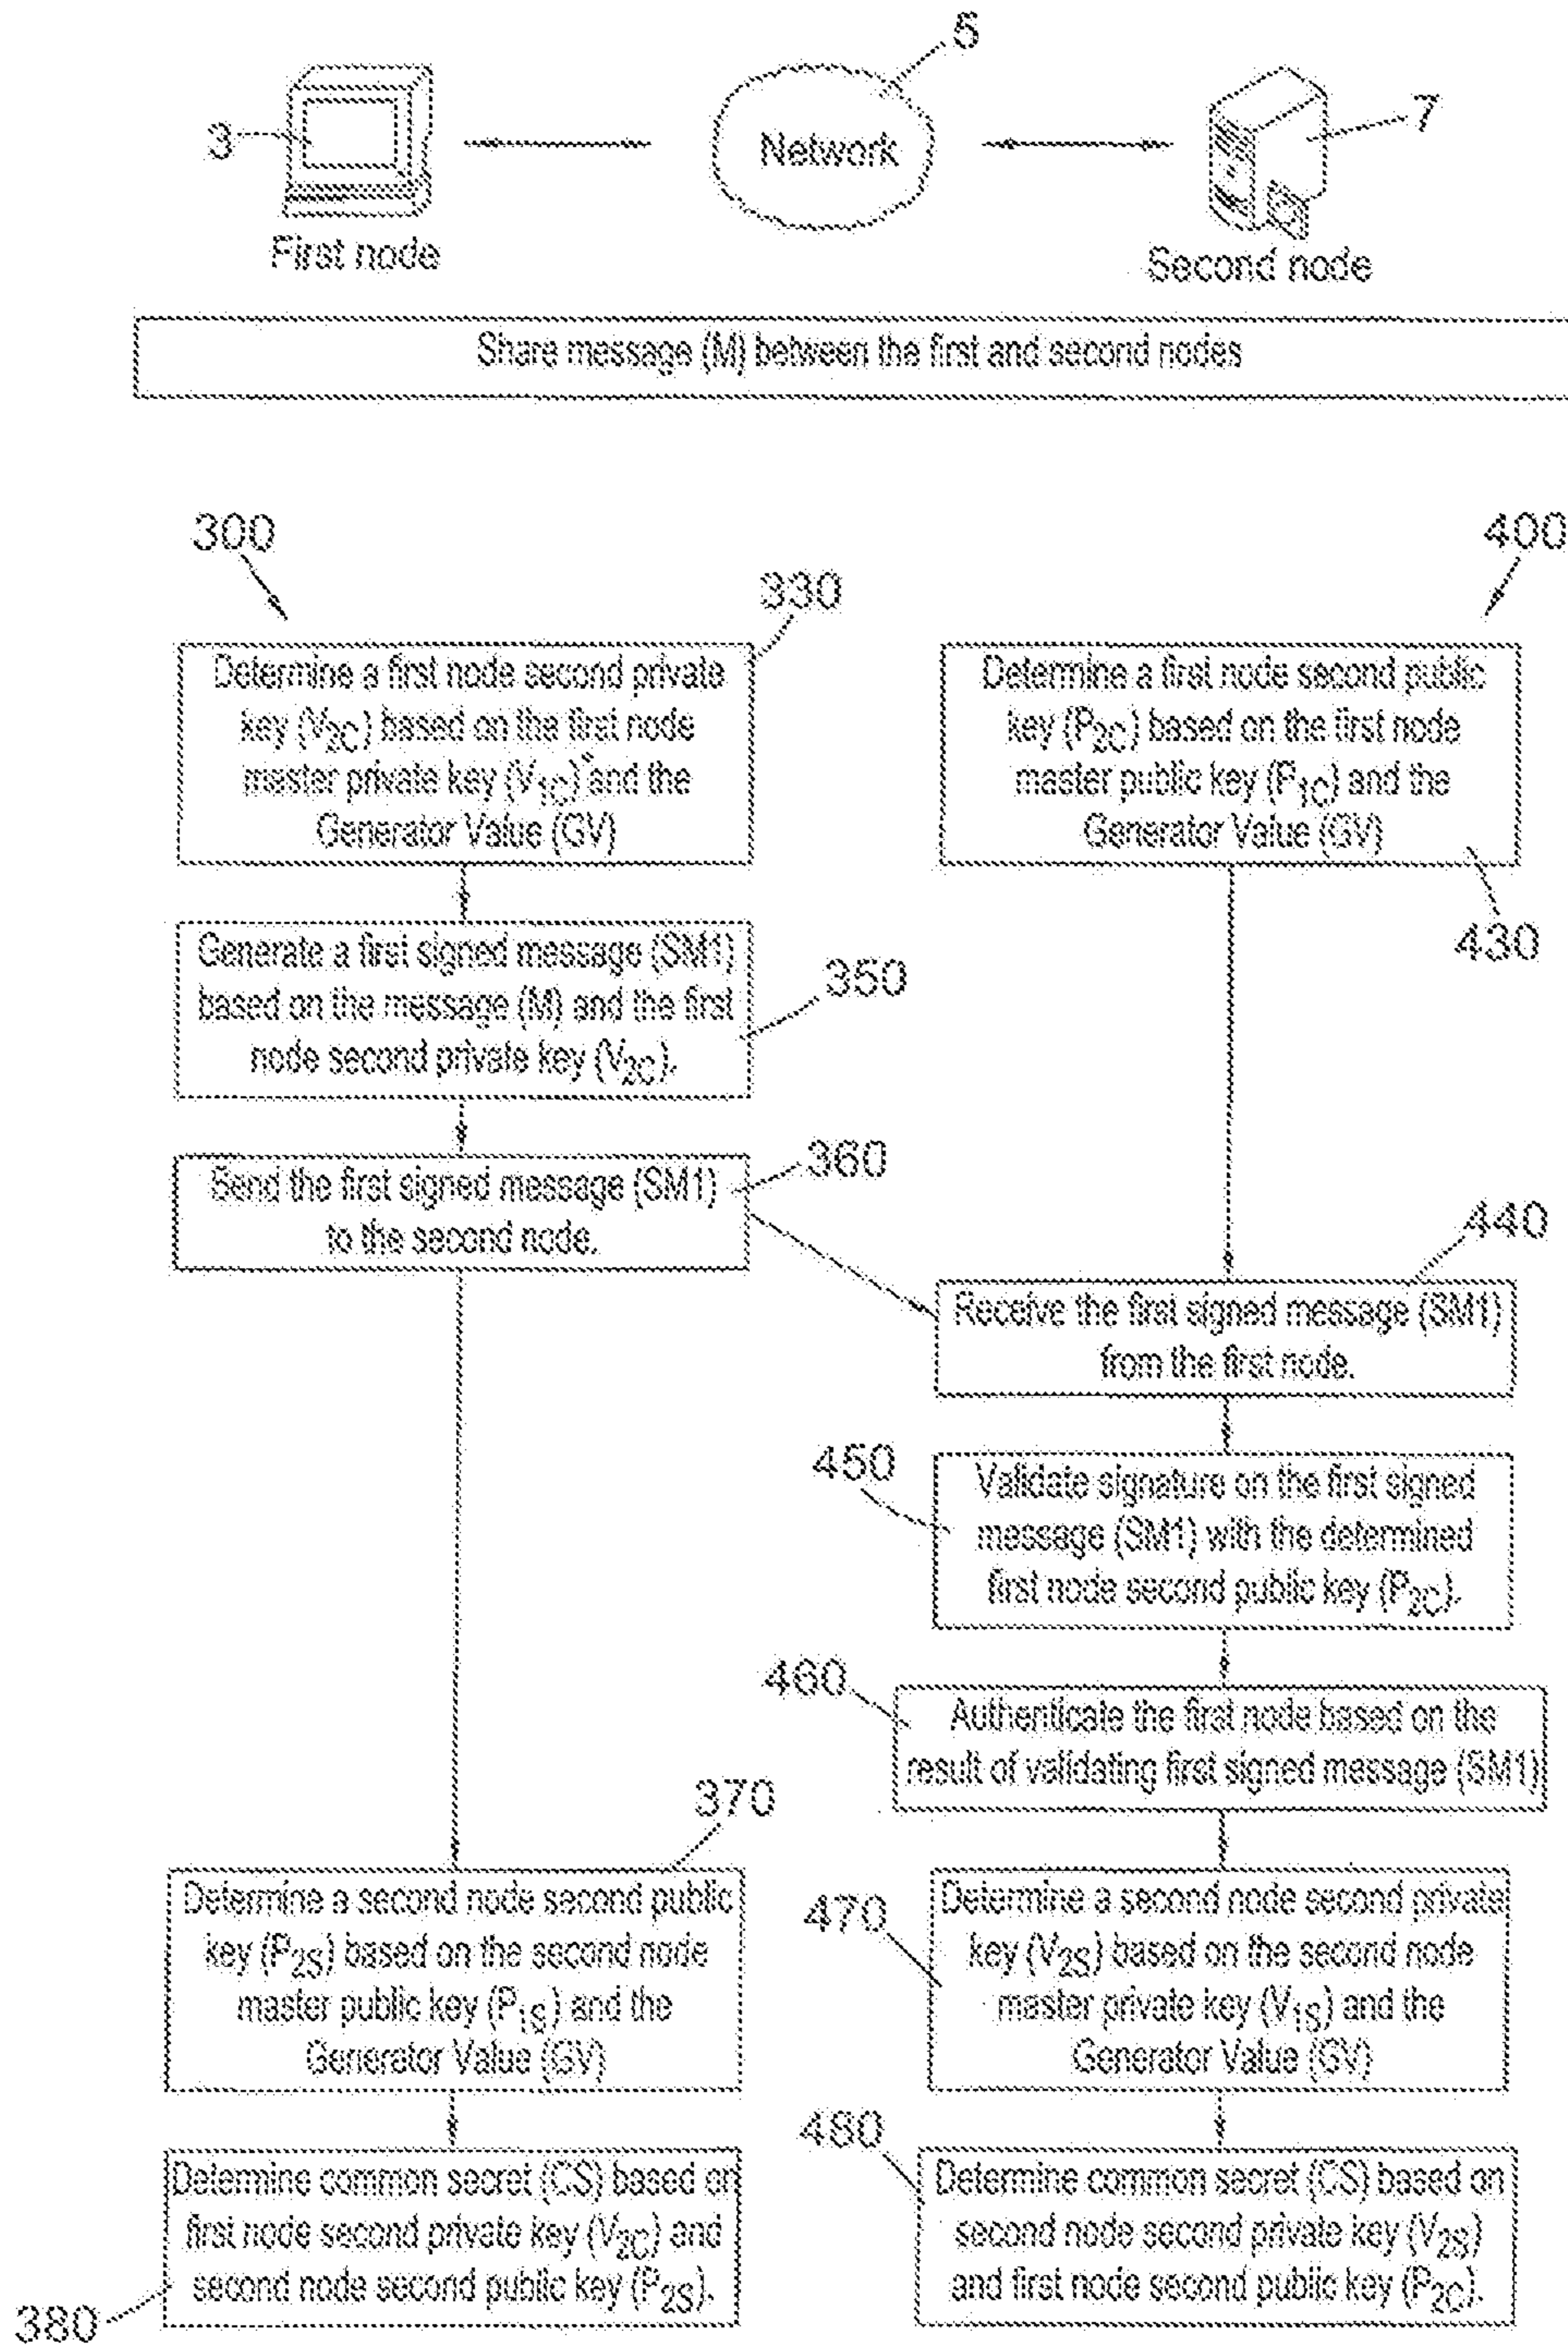 5
3
Network
7
First node
Second node
Share message (M) between the first and second nodes
300
400
330
Determine a first node second private
key (V2C) based on the first node
master private key (V1C) and the
Generator Value (GV)
Determine a first node second public
key (P2C) based on the first node
master public key (P1C) and the
Generator Value (GV)
430
Generate a first signed message (SM1)
based on the message (M) and the first
node second private key (V2C).
350
Send the first signed message (SM1)
to the second node.
360
440
Receive the first signed message (SM1)
from the first node.
450
Validate signature on the first signed
message (SM1) with the determined
first node second public key (P2C).
460
Authenticate the first node based on the
result of validating first signed message (SM1)
370
Determine a second node second public
key (P2S) based on the second node
master public key (P1S) and the
Generator Value (GV)
470
Determine a second node second private
key (V2S) based on the second node
master private key (V1S) and the
Generator Value (GV)
Determine common secret (CS) based on
first node second private key (V2C) and
second node second public key (P2S).
380
480
Determine common secret (CS) based on
second node second private key (V2S)
and first node second public key (P2C).